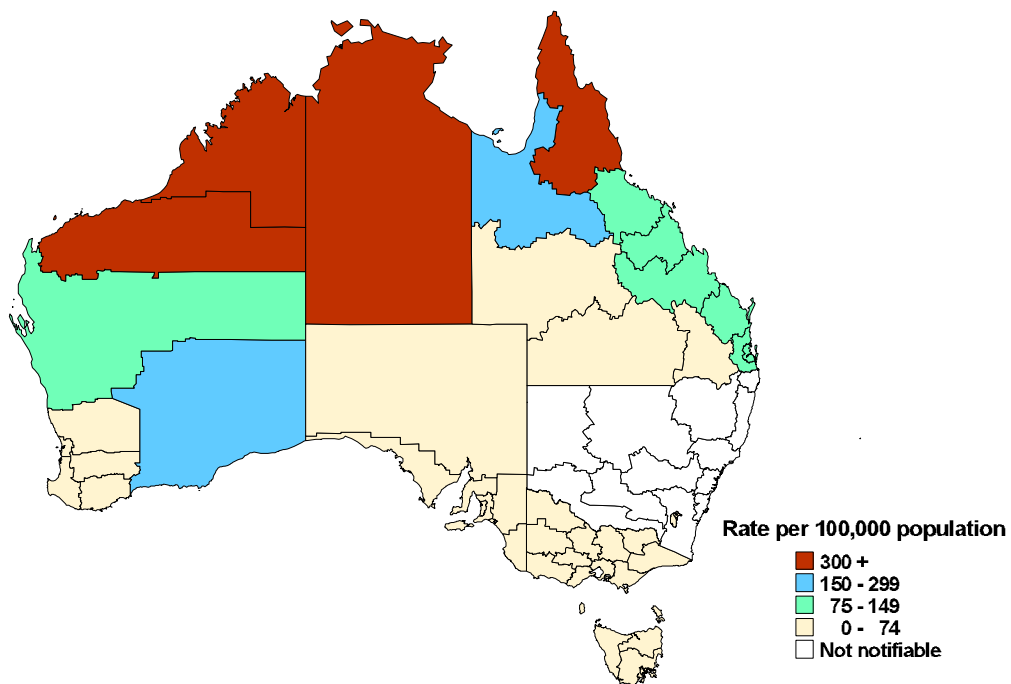 Rate per 100,000 population
300 +
150 - 299
75 - 149
0 - 74
Not notifiable